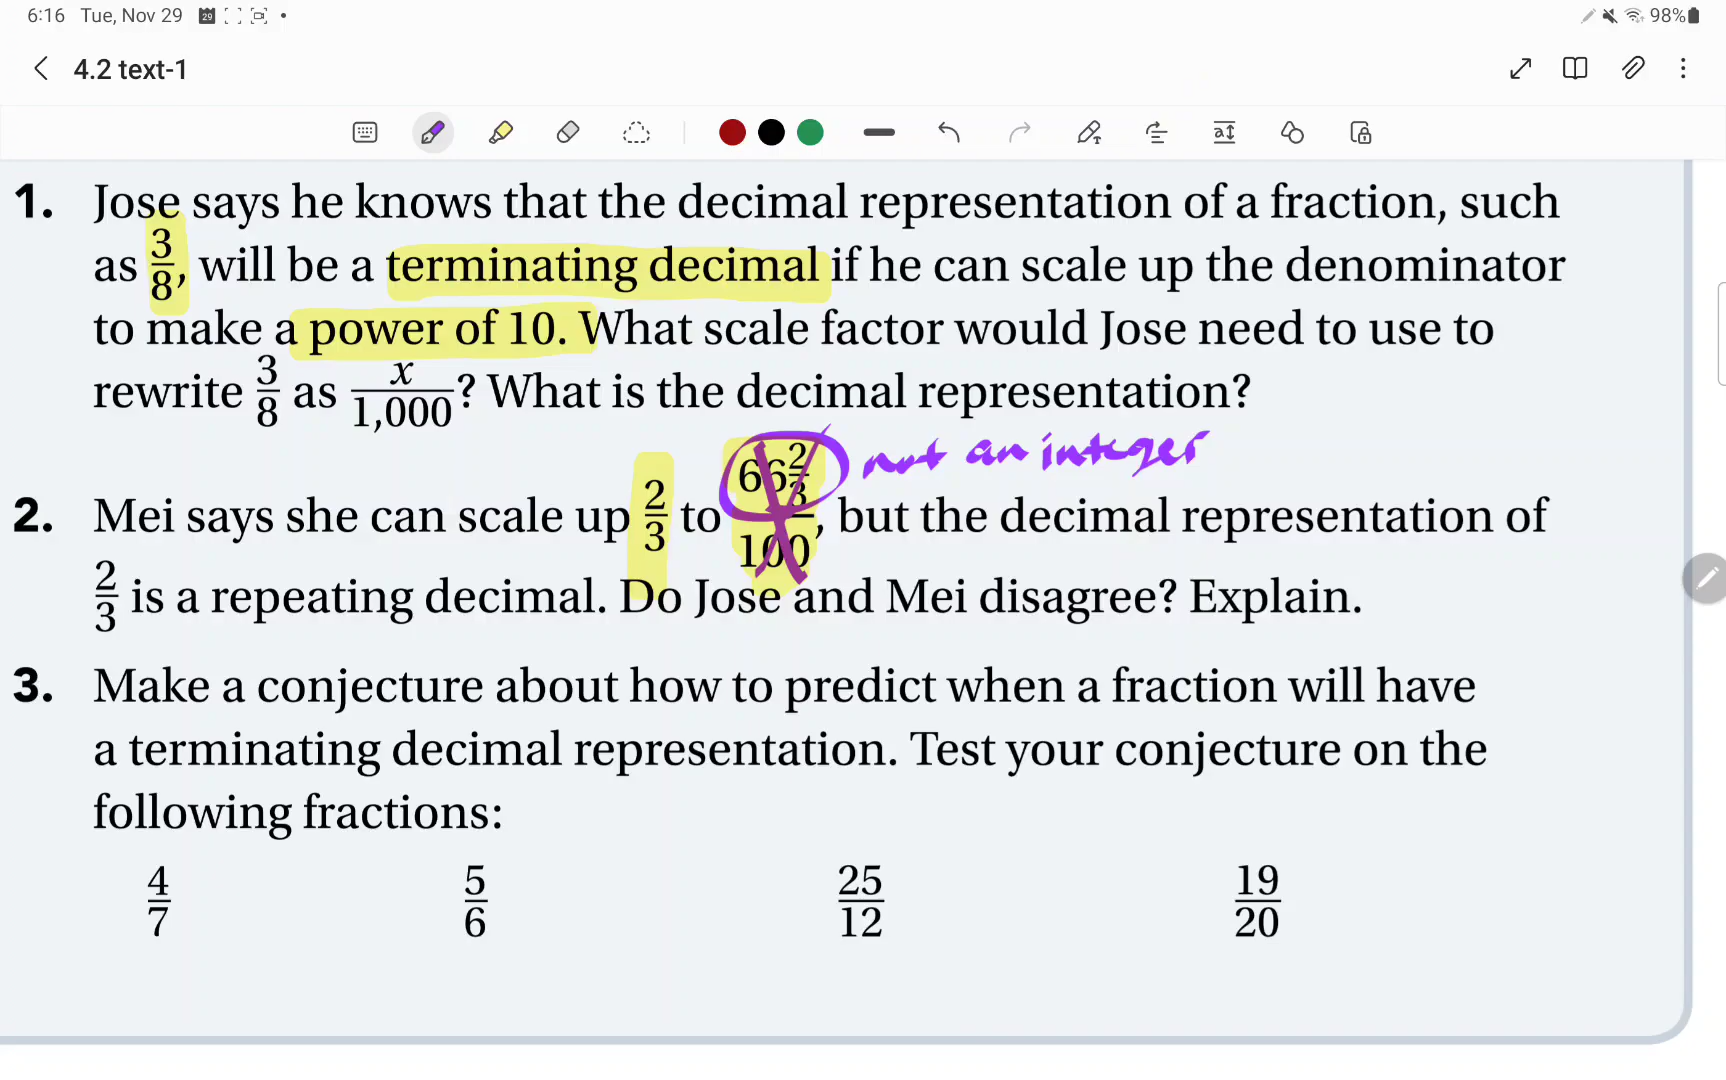 6:16 Tue, Nov 29 29 98%
4.2 text-1
1. Jose says he knows that the decimal representation of a fraction, such
as 3/8, will be a terminating decimal if he can scale up the denominator
to make a power of 10. What scale factor would Jose need to use to
rewrite 3/8 as x/1,000? What is the decimal representation?
not an integer
2. Mei says she can scale up 2/3 to 66 2/3/100, but the decimal representation of
2/3 is a repeating decimal. Do Jose and Mei disagree? Explain.
3. Make a conjecture about how to predict when a fraction will have
a terminating decimal representation. Test your conjecture on the
following fractions:
4/7 5/6 25/12 19/20